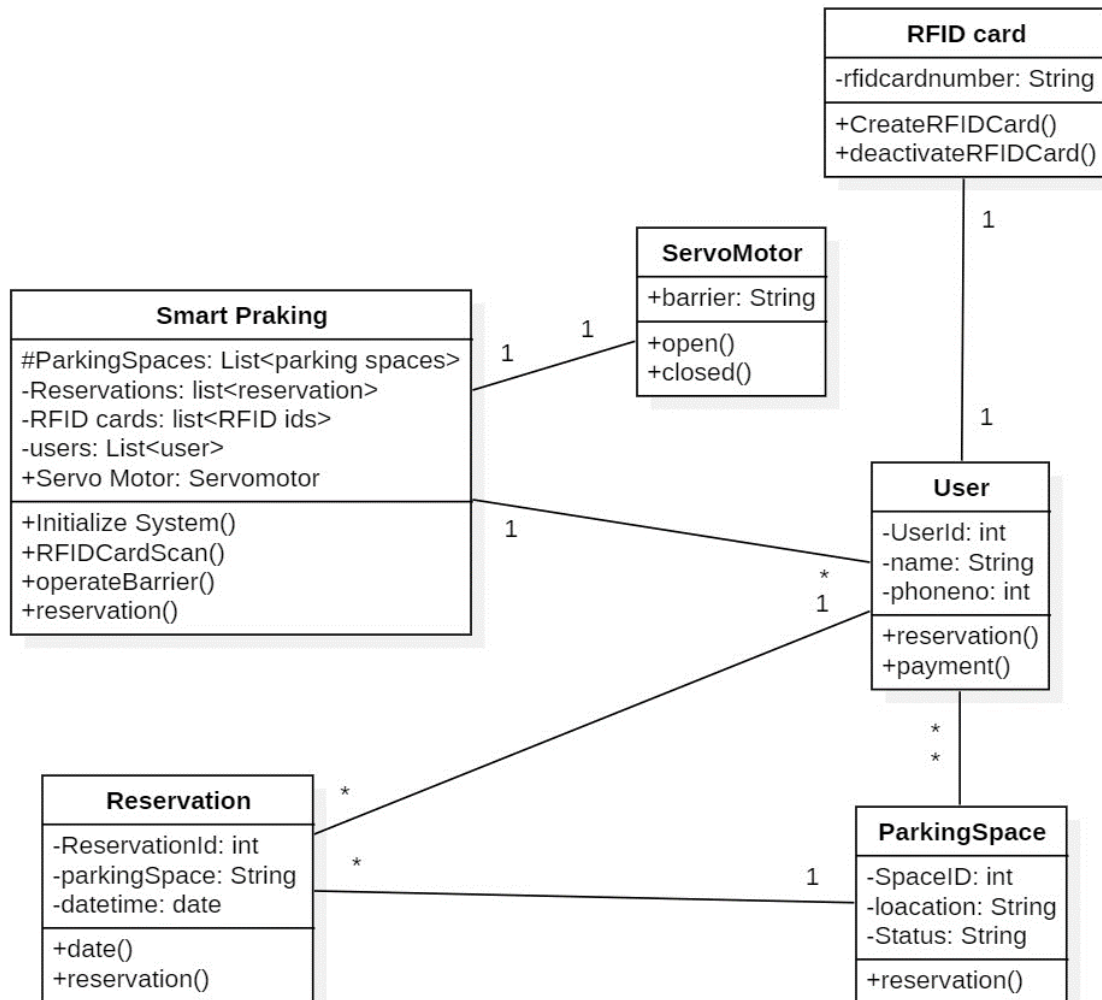 RFID card
-rfidcardnumber: String
+CreateRFIDCard()
+deactivateRFIDCard()
1
1
ServoMotor
+barrier: String
+open()
+closed()
1
1
Smart Praking
#ParkingSpaces: List<parking spaces>
-Reservations: list<reservation>
-RFID cards: list<RFID ids>
-users: List<user>
+Servo Motor: Servomotor
+Initialize System()
+RFIDCardScan()
+operateBarrier()
+reservation()
1
*
1
User
-UserId: int
-name: String
-phoneno: int
+reservation()
+payment()
*
*
Reservation
-ReservationId: int
-parkingSpace: String
-datetime: date
+date()
+reservation()
*
*
1
ParkingSpace
-SpaceID: int
-loacation: String
-Status: String
+reservation()